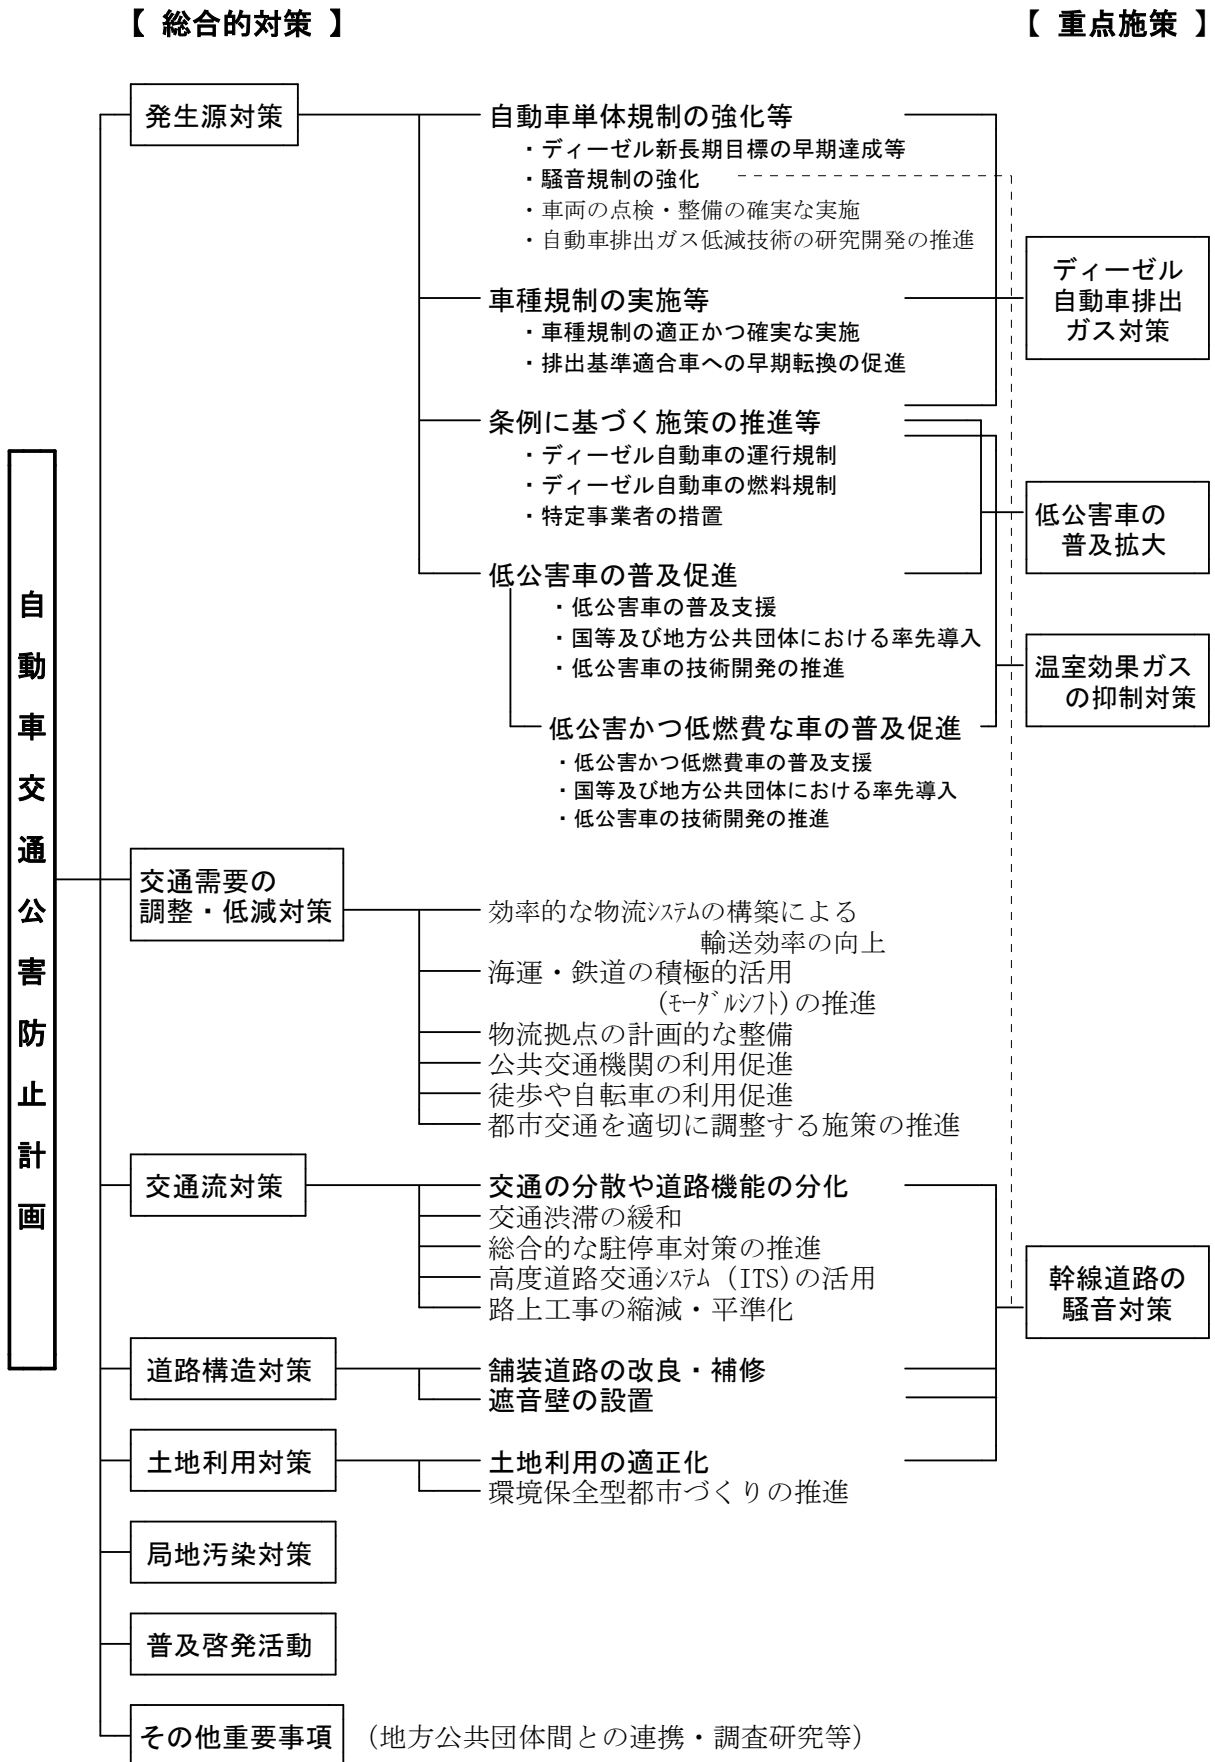 【 総合的対策 】
【 重点施策 】
自動車交通公害防止計画
発生源対策
自動車単体規制の強化等
・ディーゼル新長期目標の早期達成等
・騒音規制の強化
・車両の点検・整備の確実な実施
・自動車排出ガス低減技術の研究開発の推進
車種規制の実施等
・車種規制の適正かつ確実な実施
・排出基準適合車への早期転換の促進
条例に基づく施策の推進等
・ディーゼル自動車の運行規制
・ディーゼル自動車の燃料規制
・特定事業者の措置
低公害車の普及促進
・低公害車の普及支援
・国等及び地方公共団体における率先導入
・低公害車の技術開発の推進
低公害かつ低燃費な車の普及促進
・低公害かつ低燃費車の普及支援
・国等及び地方公共団体における率先導入
・低公害車の技術開発の推進
ディーゼル
自動車排出
ガス対策
低公害車の
普及拡大
温室効果ガス
の抑制対策
交通需要の
調整・低減対策
効率的な物流ｼｽﾃﾑの構築による
輸送効率の向上
海運・鉄道の積極的活用
(ﾓｰﾀﾞﾙｼﾌﾄ)の推進
物流拠点の計画的な整備
公共交通機関の利用促進
徒歩や自転車の利用促進
都市交通を適切に調整する施策の推進
交通流対策
交通の分散や道路機能の分化
交通渋滞の緩和
総合的な駐停車対策の推進
高度道路交通ｼｽﾃﾑ (ITS)の活用
路上工事の縮減・平準化
幹線道路の
騒音対策
道路構造対策
舗装道路の改良・補修
遮音壁の設置
土地利用対策
土地利用の適正化
環境保全型都市づくりの推進
局地汚染対策
普及啓発活動
その他重要事項
（地方公共団体間との連携・調査研究等）